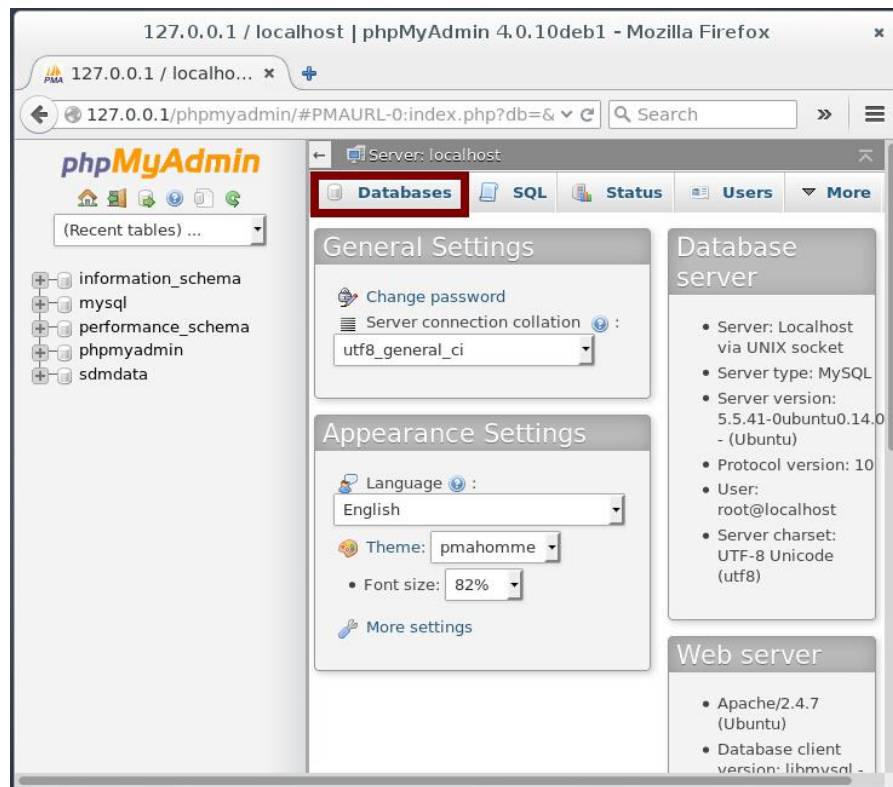 127.0.0.1 / localhost | phpMyAdmin 4.0.10deb1 - Mozilla Firefox
127.0.0.1 / localho...
127.0.0.1/phpmyadmin/#PMAURL-0:index.php?db=&
Search
phpMyAdmin
(Recent tables) ...
information_schema
mysql
performance_schema
phpmyadmin
sdmdata
Server: localhost
Databases
SQL
Status
Users
More
General Settings
Change password
Server connection collation :
utf8_general_ci
Appearance Settings
Language :
English
Theme: pmahomme
• Font size: 82%
More settings
Database
server
• Server: Localhost
via UNIX socket
• Server type: MySQL
• Server version:
5.5.41-0ubuntu0.14.0
- (Ubuntu)
• Protocol version: 10
• User:
root@localhost
• Server charset:
UTF-8 Unicode
(utf8)
Web server
• Apache/2.4.7
(Ubuntu)
• Database client
version: libmysql -